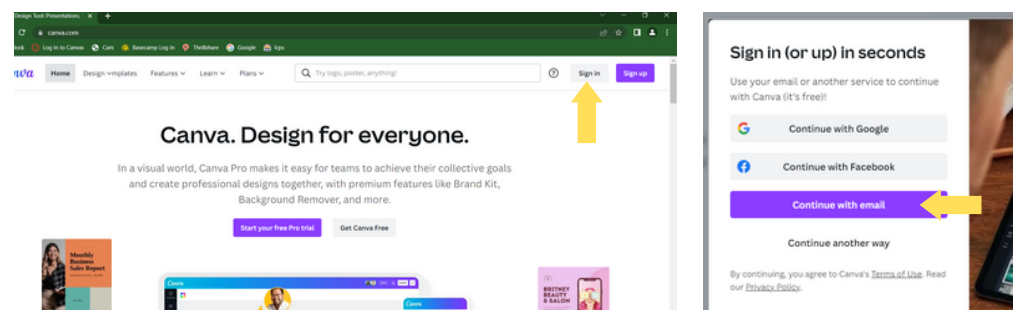 Design Tool: Presentations,
canva.com
Log In to Canvas Cam Basecamp Log In Thrillshare Google kps
Home Design Features Learn Plans Try logo, poster, anything! Sign in Sign up
Canva. Design for everyone.
In a visual world, Canva Pro makes it easy for teams to achieve their collective goals
and create professional designs together, with premium features like Brand Kit,
Background Remover, and more.
Start your free Pro trial Get Canva Free
Monthly
Business
Sales Report
Canva
Canva
BRITNEY
BEAUTY
& SALON
Sign in (or up) in seconds
Use your email or another service to continue
with Canva (it's free)!
Continue with Google
Continue with Facebook
Continue with email
Continue another way
By continuing, you agree to Canva's Terms of Use. Read
our Privacy Policy.